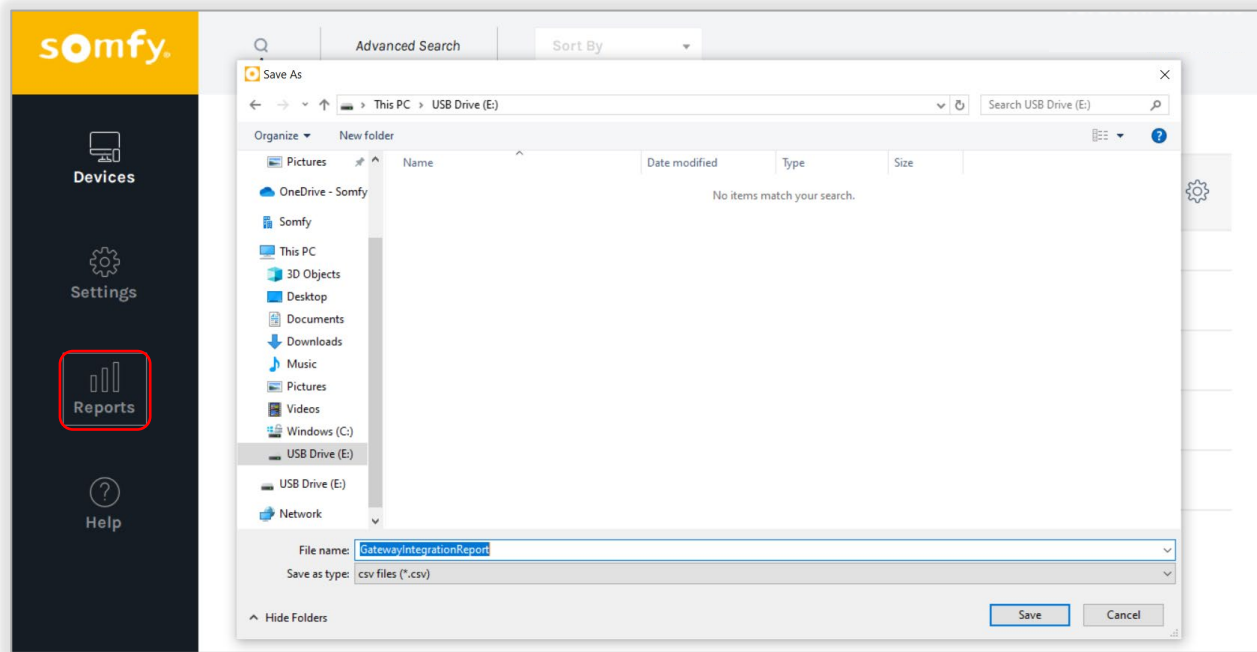 somfy.
Advanced Search
Sort By
Save As
This PC > USB Drive (E:)
Search USB Drive (E:)
Organize
New folder
?
Devices
Settings
Reports
?
Help
Pictures
OneDrive - Somfy
Somfy
This PC
3D Objects
Desktop
Documents
Downloads
Music
Pictures
Videos
Windows (C:)
USB Drive (E:)
USB Drive (E:)
Network
Name
Date modified
Type
Size
No items match your search.
File name: GatewayIntegrationReport
Save as type: csv files (*.csv)
Hide Folders
Save
Cancel